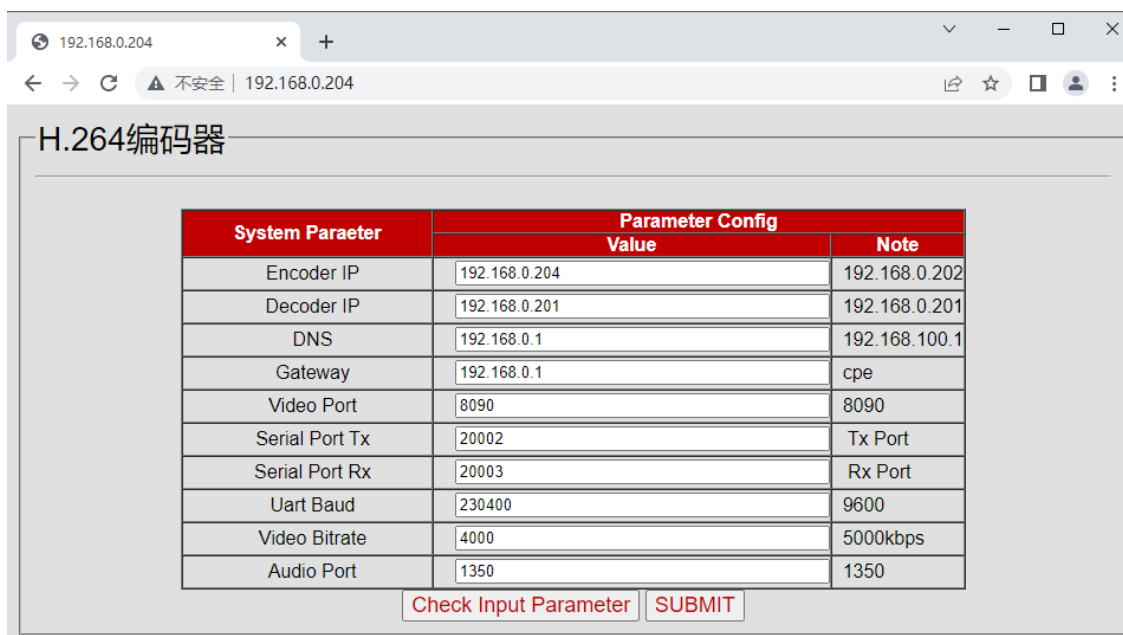 192.168.0.204
不安全 | 192.168.0.204
H.264编码器
System Paraeter
Parameter Config
Value Note
Encoder IP 192.168.0.204 192.168.0.202
Decoder IP 192.168.0.201 192.168.0.201
DNS 192.168.0.1 192.168.100.1
Gateway 192.168.0.1 cpe
Video Port 8090 8090
Serial Port Tx 20002 Tx Port
Serial Port Rx 20003 Rx Port
Uart Baud 230400 9600
Video Bitrate 4000 5000kbps
Audio Port 1350 1350
Check Input Parameter SUBMIT